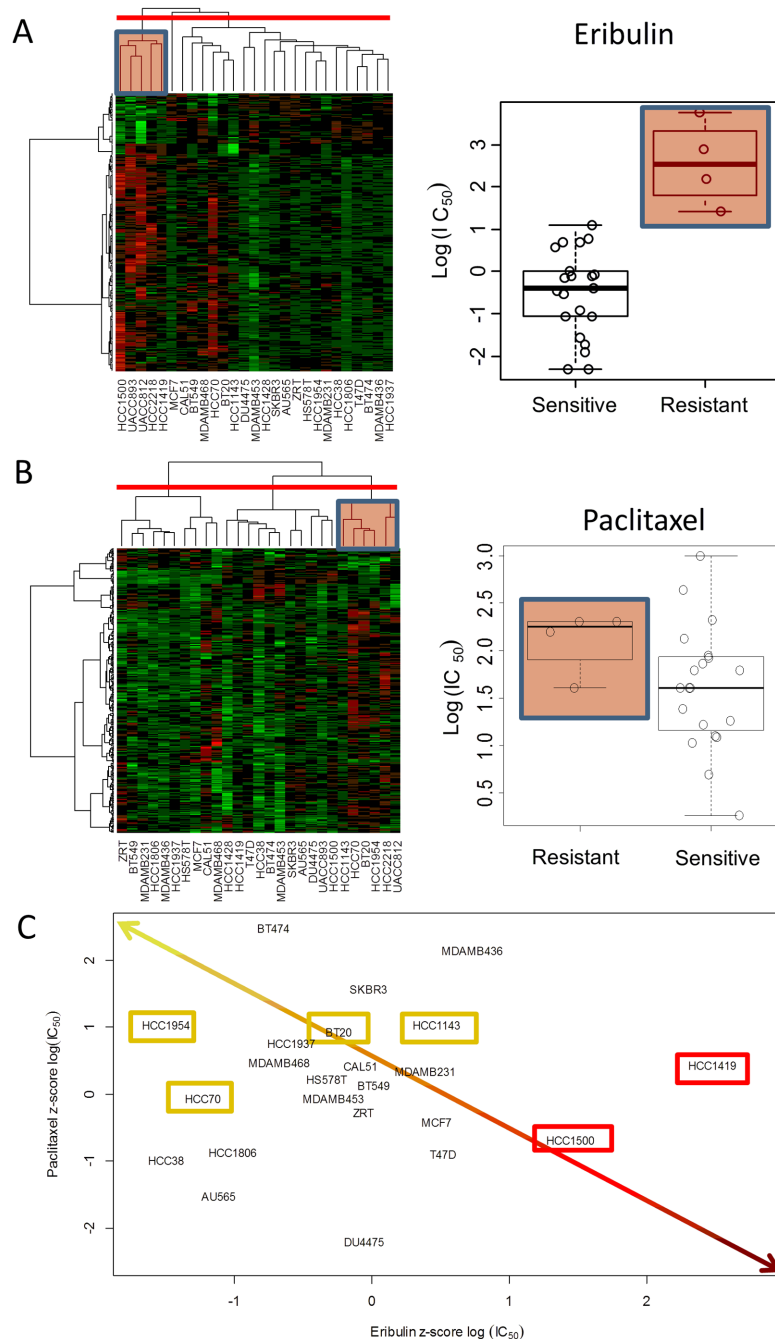 A
Eribulin
Log (I C50)
3
2
1
-0
-1
-2
Sensitive
Resistant
HCC1500
UACC893
UACC812
HCC2218
HCC1419
MCF7
CAL51
BT549
MDAMB468
HCC70
BT20
HCC1143
DU4475
MDAMB453
HCC1428
SKBR3
AU565
ZRT
HS578T
HCC1954
MDAMB231
HCC38
HCC1806
T47D
BT474
MDAMB436
HCC1937
B
Paclitaxel
Log (IC 50)
3.0
2.5
2.0
1.5
1.0
0.5
Resistant
Sensitive
ZRT
BT549
MDAMB231
HCC1806
MDAMB436
HCC1937
HS578T
MCF7
CAL51
MDAMB468
HCC1428
HCC1419
T47D
HCC38
BT474
MDAMB453
SKBR3
AU565
DU4475
UACC893
HCC1500
HCC1143
HCC70
BT20
HCC1954
HCC2218
UACC812
C
Paclitaxel z-score log(IC50)
2
1
0
-1
-2
BT474
MDAMB436
SKBR3
HCC1954
BT20
HCC1143
HCC1937
MDAMB468
CAL51
MDAMB231
HCC1419
HS578T
BT549
HCC70
MDAMB453
ZRT
MCF7
HCC1500
HCC1806
T47D
HCC38
AU565
DU4475
-1
0
1
2
Eribulin z-score log (IC50)